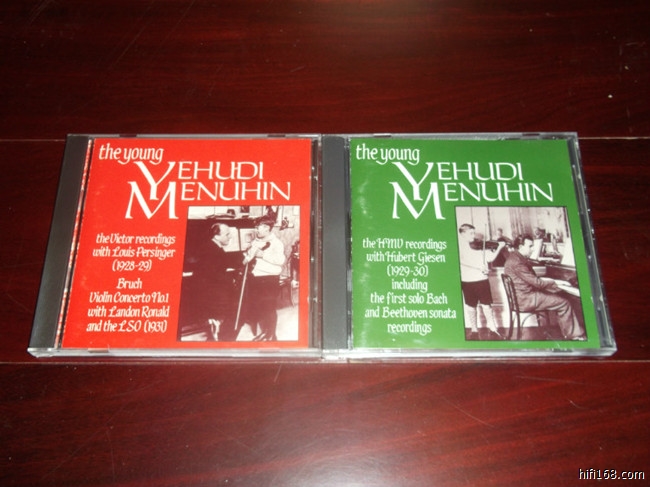 the young
YEHUDI
MENUHIN
the Victor recordings
with Louis Persinger
(1928-29)
Bruch
Violin Concerto No.1
with Landon Ronald
and the LSO (1931)
the young
YEHUDI
MENUHIN
the HMV recordings
with Hubert Giesen
(1929-30)
including
the first solo Bach
and Beethoven sonata
recordings
hifi168.com